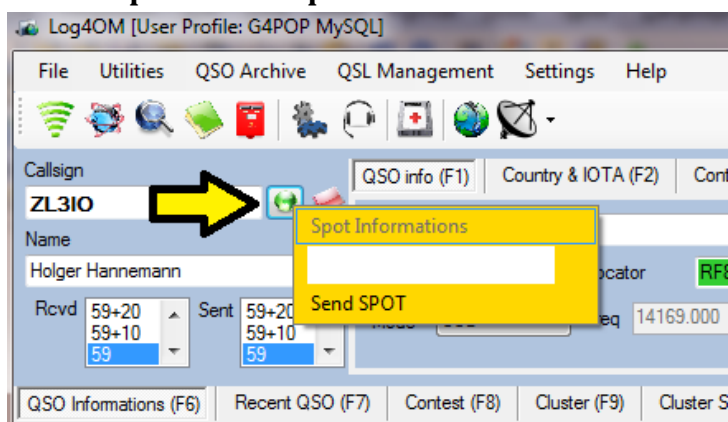 Log4OM [User Profile: G4POP MySQL]
File Utilities QSO Archive QSL Management Settings Help
Callsign
QSO info (F1) Country & IOTA (F2)
ZL3IO
Spot Informations
Name
Holger Hannemann
RF8
Send SPOT
Rcvd 59+20 Sent 59+20
14169.000
59+10 59+10
59 59
QSO Informations (F6) Recent QSO (F7) Contest (F8) Cluster (F9) Cluster S